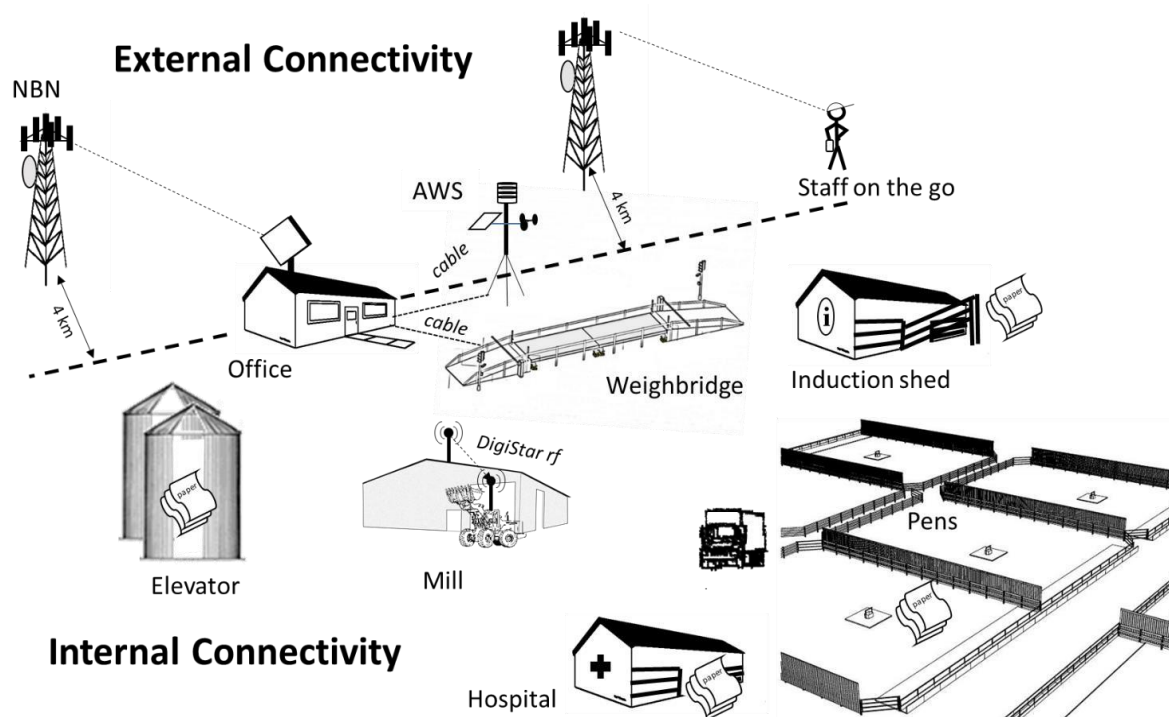 External Connectivity
NBN
Staff on the go
AWS
4 km
cable
4 km
cable
Office
Weighbridge
i
paper
Induction shed
DigiStar rf
paper
Pens
Elevator
Mill
paper
Internal Connectivity
Hospital
paper